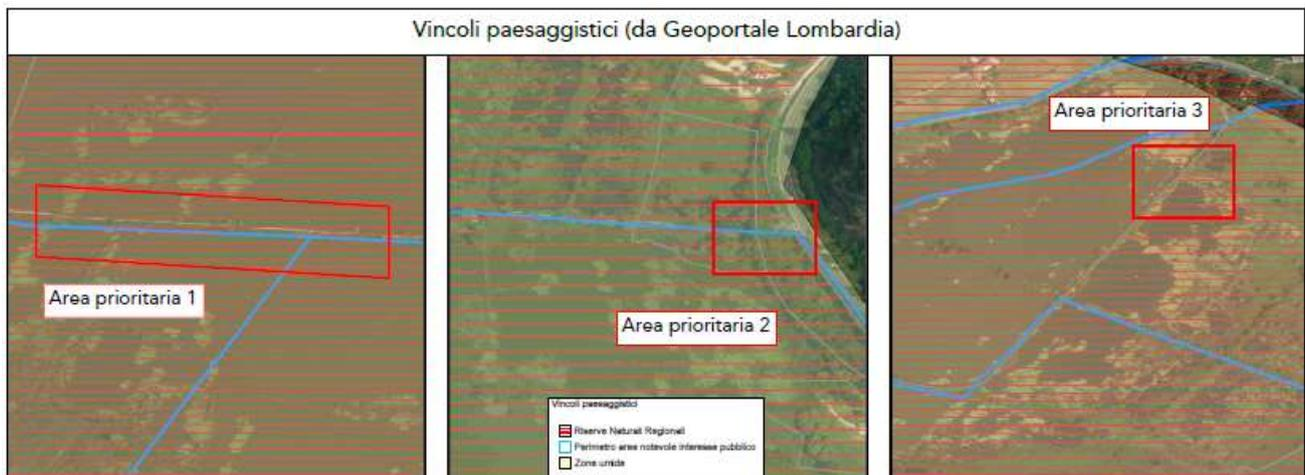 Vincoli paesaggistici (da Geoportale Lombardia)
Area prioritaria 1
Area prioritaria 2
Area prioritaria 3
Vincoli paesaggistici
Riserve Naturali Regionali
Perimetro aree notevole interesse pubblico
Zone umide